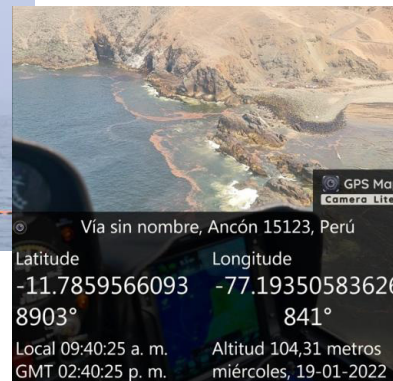 GPS Ma
Camera Lite
Vía sin nombre, Ancón 15123, Perú
Latitude
-11.7859566093
8903°
Longitude
-77.19350583626
841°
Local 09:40:25 a. m.
GMT 02:40:25 p. m.
Altitud 104,31 metros
miércoles, 19-01-2022